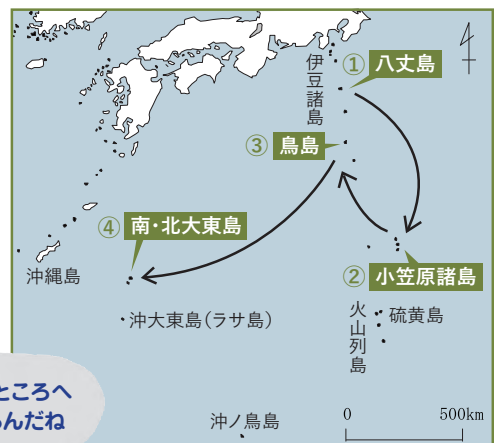 伊豆諸島
① 八丈島
③ 鳥島
④ 南・北大東島
② 小笠原諸島
沖縄島
沖大東島(ラサ島)
火山列島
硫黄島
ところへ
んだね
沖ノ鳥島
0 500km